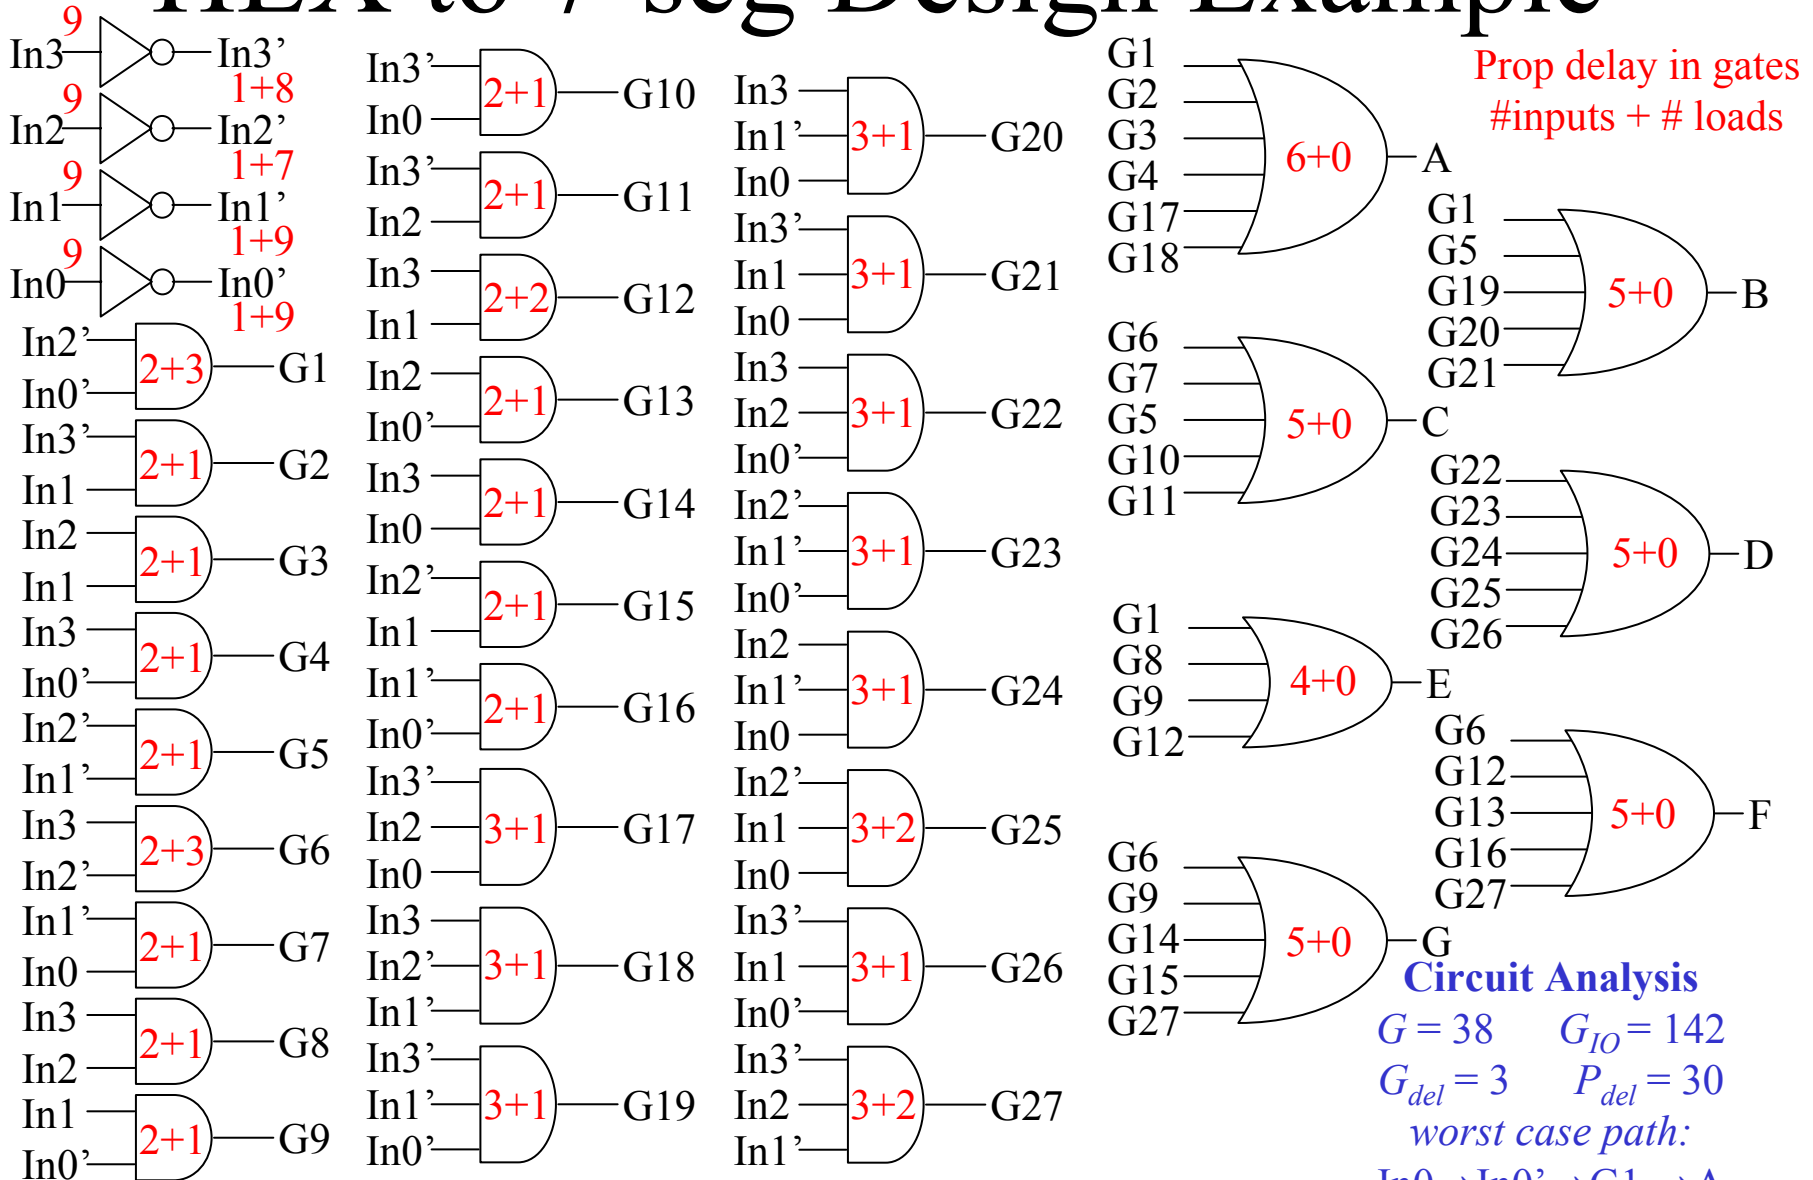 HEX to 7-seg Design Example
Prop delay in gates
#inputs + # loads
9
In3
In3’
1+8
9
In2
In2’
1+7
9
In1
In1’
1+9
9
In0
In0’
1+9
In2’
In0’
2+3
G1
In3’
In1
2+1
G2
In2
In1
2+1
G3
In3
In0’
2+1
G4
In2’
In1’
2+1
G5
In3
In2’
2+3
G6
In1’
In0
2+1
G7
In3
In2
2+1
G8
In1
In0’
2+1
G9
In3’
In0
2+1
G10
In3’
In2
2+1
G11
In3
In1
2+2
G12
In2
In0’
2+1
G13
In3
In0
2+1
G14
In2’
In1
2+1
G15
In1’
In0’
2+1
G16
In3’
In2
In0
3+1
G17
In3
In2’
In1’
3+1
G18
In3’
In1’
In0’
3+1
G19
In3
In1’
In0
3+1
G20
In3’
In1
In0
3+1
G21
In3
In2
In0’
3+1
G22
In2’
In1’
In0’
3+1
G23
In2
In1’
In0
3+1
G24
In2’
In1
In0
3+2
G25
In3’
In1
In0’
3+1
G26
In3’
In2
In1’
3+2
G27
G1
G2
G3
G4
G17
G18
6+0
A
G1
G5
G19
G20
G21
5+0
B
G6
G7
G5
G10
G11
5+0
C
G22
G23
G24
G25
G26
5+0
D
G1
G8
G9
G12
4+0
E
G6
G12
G13
G16
G27
5+0
F
G6
G9
G14
G15
G27
5+0
G
Circuit Analysis
G = 38 G_IO = 142
G_del = 3 P_del = 30
worst case path:
In0→In0’→G1→A